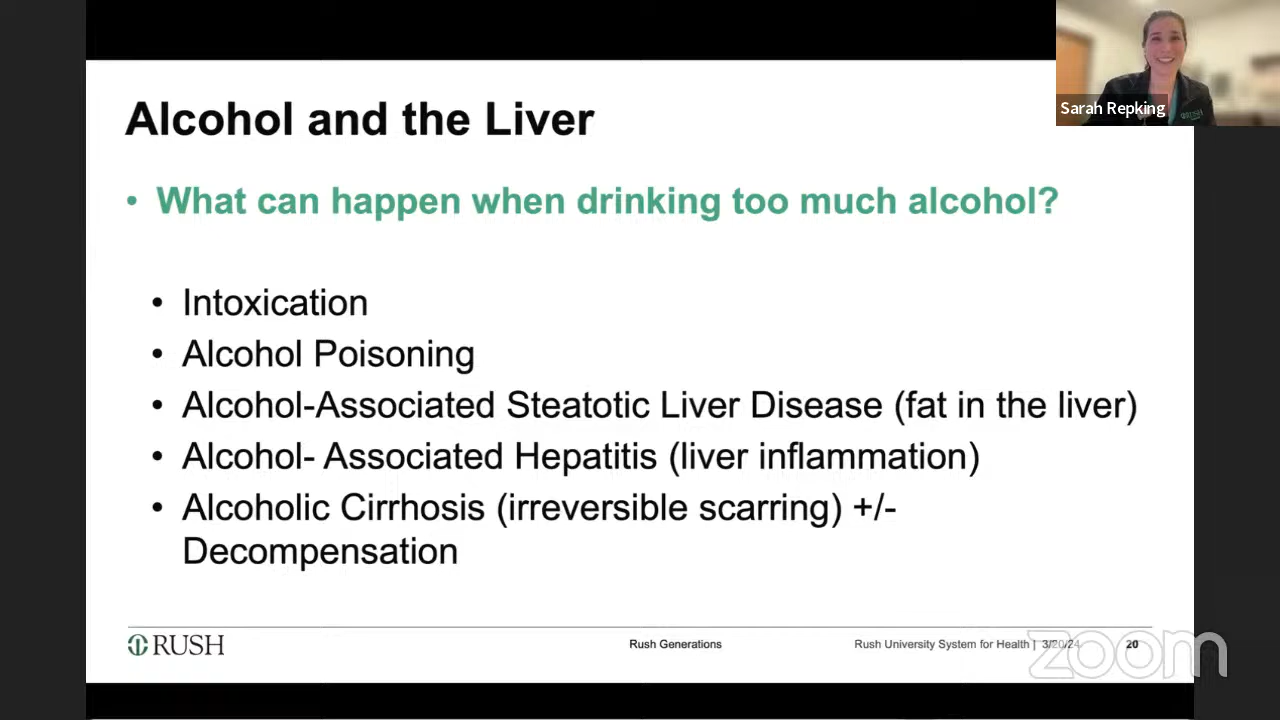 Alcohol and the Liver
Sarah Repking
• What can happen when drinking too much alcohol?
• Intoxication
• Alcohol Poisoning
• Alcohol-Associated Steatotic Liver Disease (fat in the liver)
• Alcohol- Associated Hepatitis (liver inflammation)
• Alcoholic Cirrhosis (irreversible scarring) +/-
Decompensation
RUSH
Rush Generations
Rush University System for Health | 3/20/24
20
zoom